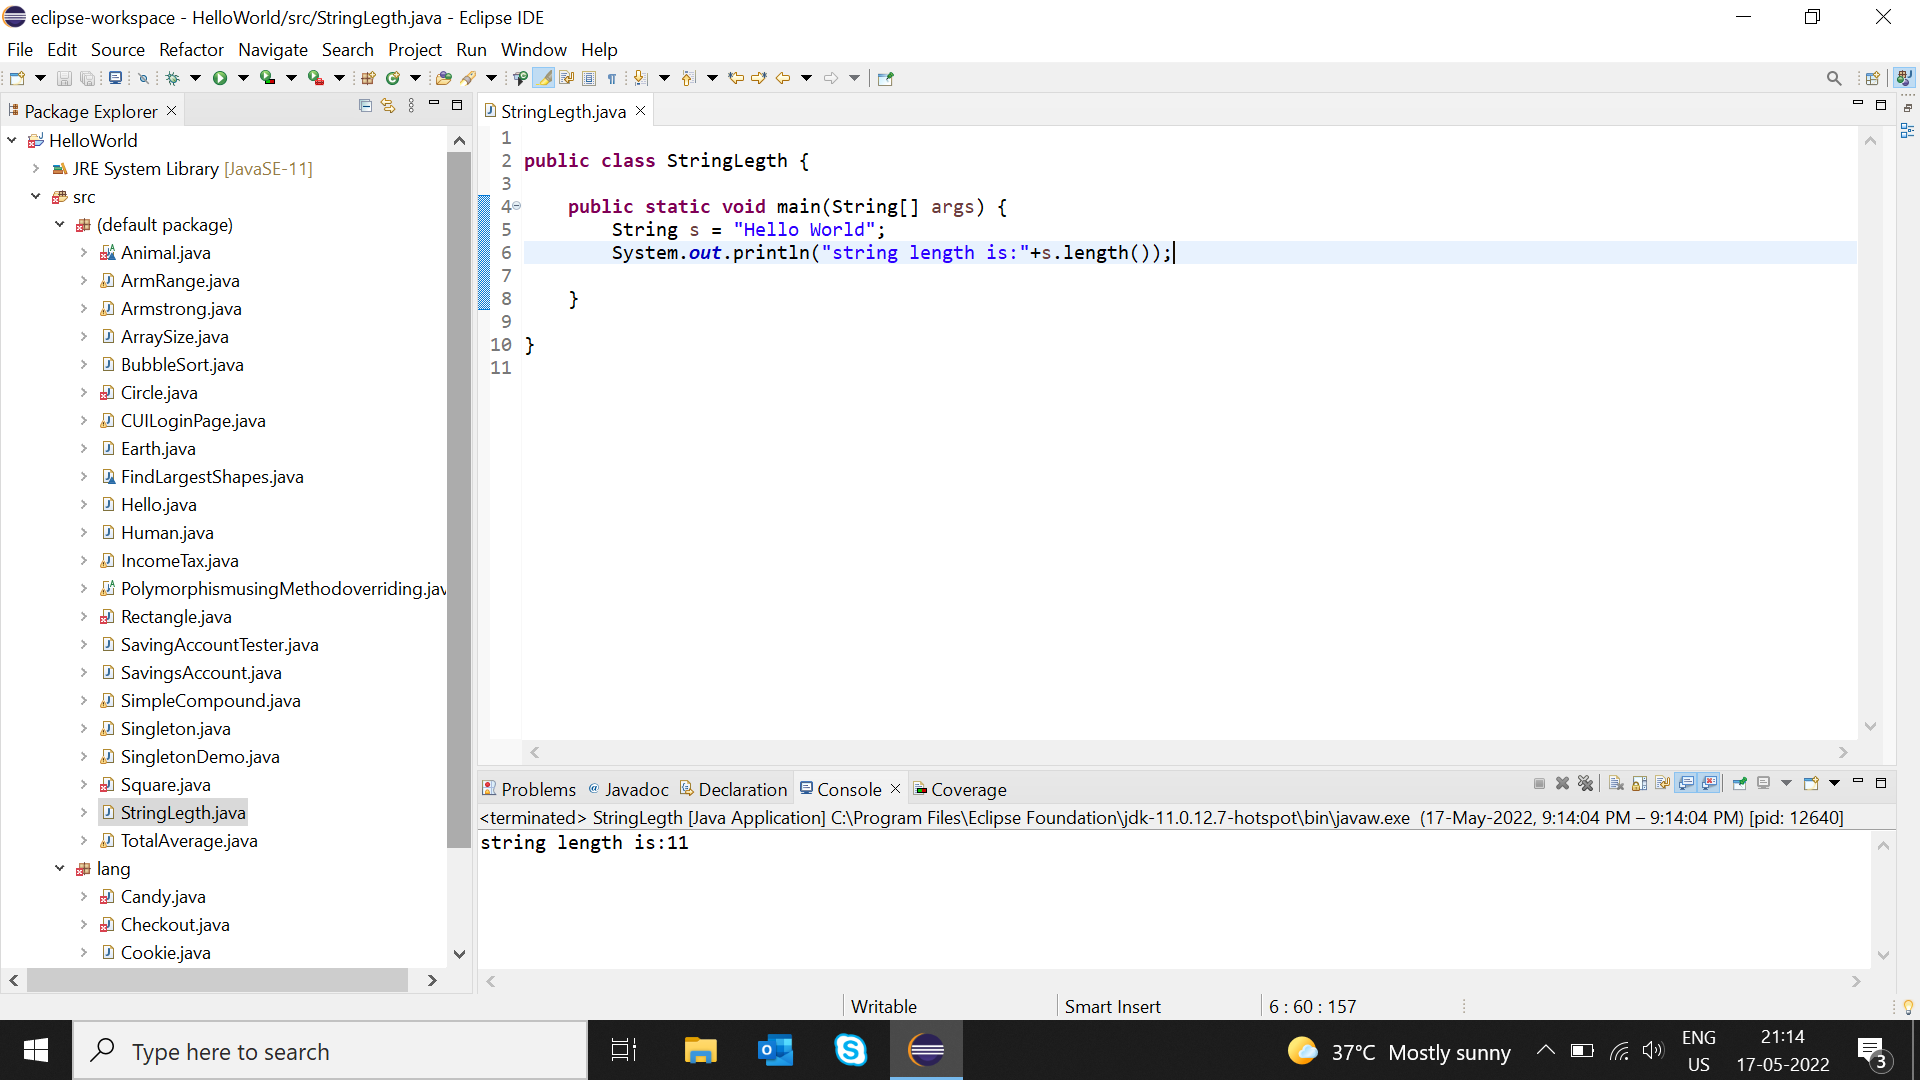 eclipse-workspace - HelloWorld/src/StringLegth.java - Eclipse IDE
File Edit Source Refactor Navigate Search Project Run Window Help
Package Explorer
HelloWorld
JRE System Library [JavaSE-11]
src
(default package)
Animal.java
ArmRange.java
Armstrong.java
ArraySize.java
BubbleSort.java
Circle.java
CUILoginPage.java
Earth.java
FindLargestShapes.java
Hello.java
Human.java
IncomeTax.java
PolymorphismusingMethodoverriding.jav
Rectangle.java
SavingAccountTester.java
SavingsAccount.java
SimpleCompound.java
Singleton.java
SingletonDemo.java
Square.java
StringLegth.java
TotalAverage.java
lang
Candy.java
Checkout.java
Cookie.java
StringLegth.java
1
2 public class StringLegth {
3
4 public static void main(String[] args) {
5 String s = "Hello World";
6 System.out.println("string length is:"+s.length());
7
8 }
9
10 }
11
Problems @ Javadoc Declaration Console Coverage
<terminated> StringLegth [Java Application] C:\Program Files\Eclipse Foundation\jdk-11.0.12.7-hotspot\bin\javaw.exe (17-May-2022, 9:14:04 PM – 9:14:04 PM) [pid: 12640]
string length is:11
Writable Smart Insert 6 : 60 : 157
Type here to search
37°C Mostly sunny
ENG
US
21:14
17-05-2022
3